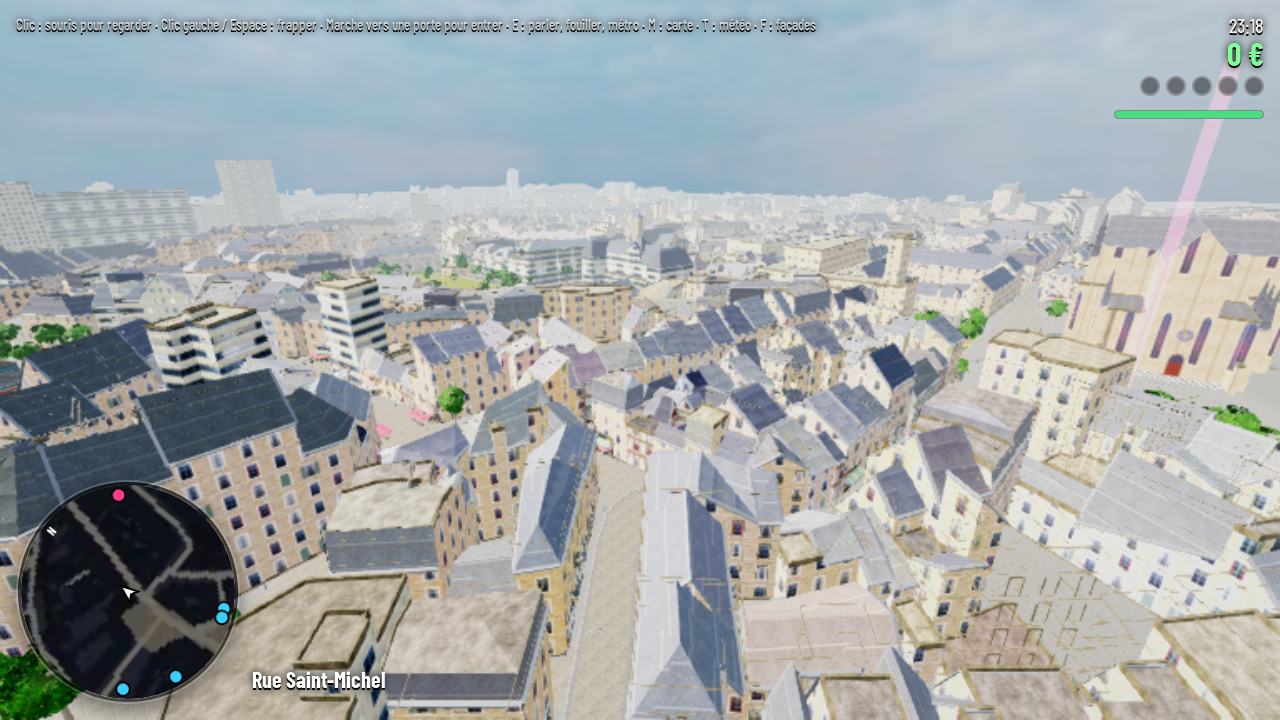 Clic : souris pour regarder · Clic gauche / Espace : frapper · Marche vers une porte pour entrer · E : parler, fouiller, métro · M : carte · T : météo · F : façades
23:18
0 €
N
Rue Saint-Michel